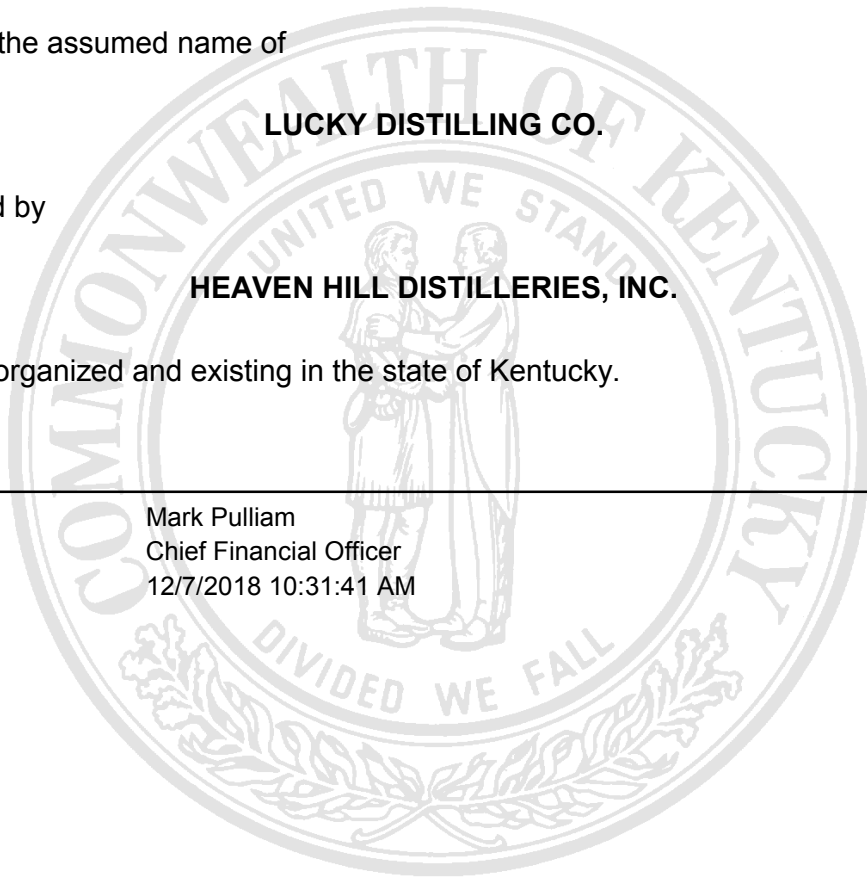 the assumed name of
LUCKY DISTILLING CO.
d by
HEAVEN HILL DISTILLERIES, INC.
organized and existing in the state of Kentucky.
Mark Pulliam
Chief Financial Officer
12/7/2018 10:31:41 AM
COMMONWEALTH OF KENTUCKY
UNITED WE STAND
DIVIDED WE FALL